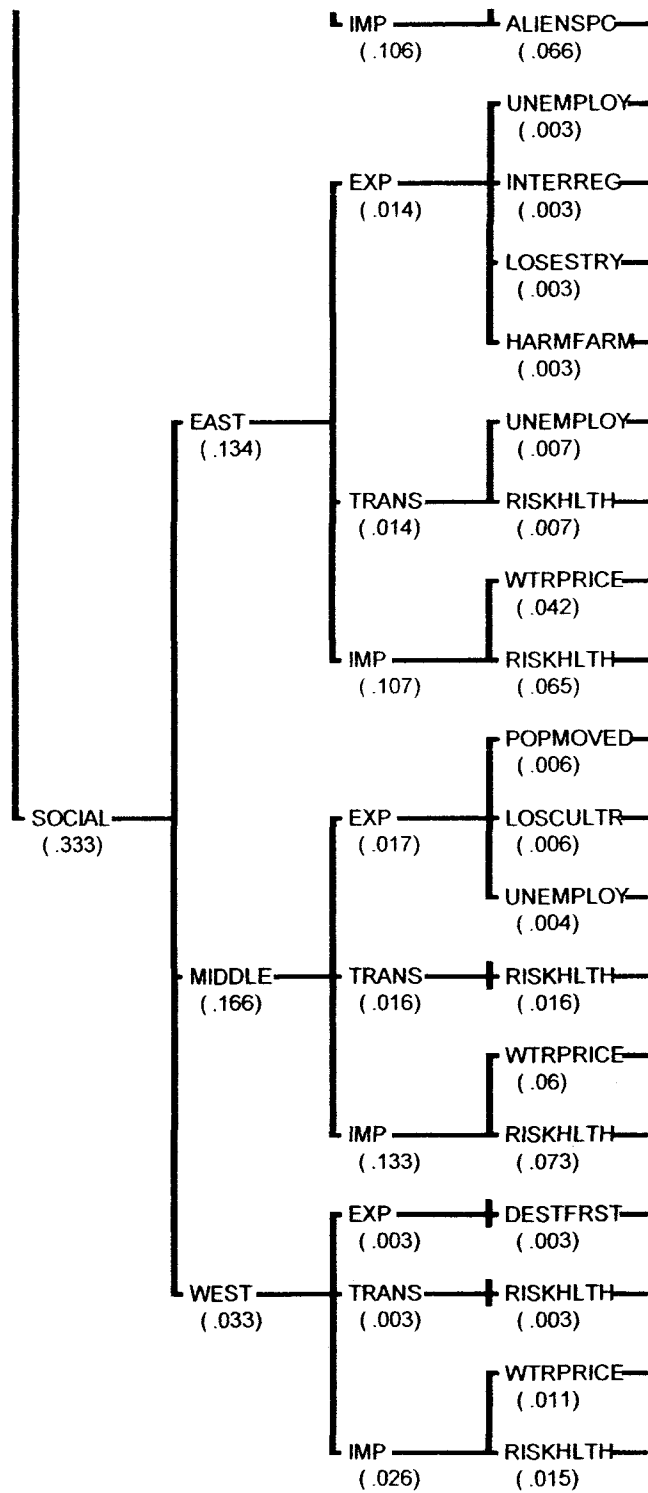 IMP ALIENSPC
( .106) ( .066)
UNEMPLOY
( .003)
EXP INTERREG
( .014) ( .003)
LOSESTRY
( .003)
HARMFARM
( .003)
EAST UNEMPLOY
( .134) ( .007)
TRANS RISKHLTH
( .014) ( .007)
WTRPRICE
( .042)
IMP RISKHLTH
( .107) ( .065)
POPMOVED
( .006)
SOCIAL EXP LOSCULTR
( .333) ( .017) ( .006)
UNEMPLOY
( .004)
MIDDLE TRANS RISKHLTH
( .166) ( .016) ( .016)
WTRPRICE
( .06)
IMP RISKHLTH
( .133) ( .073)
EXP DESTFRST
( .003) ( .003)
WEST TRANS RISKHLTH
( .033) ( .003) ( .003)
WTRPRICE
( .011)
IMP RISKHLTH
( .026) ( .015)